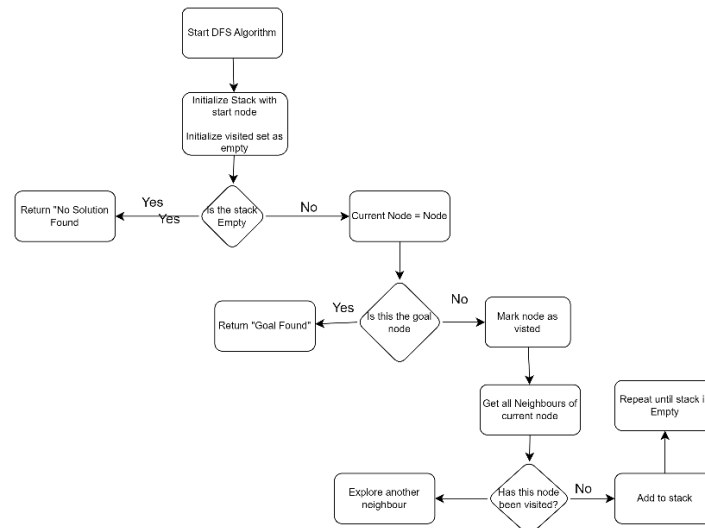 Start DFS Algorithm
Initialize Stack with
start node
Initialize visited set as
empty
Is the stack
Empty
Yes
Yes
Return "No Solution
Found
No
Current Node = Node
Is this the goal
node
Yes
Return "Goal Found"
No
Mark node as
visted
Get all Neighbours of
current node
Has this node
been visited?
Explore another
neighbour
No
Add to stack
Repeat until stack i
Empty